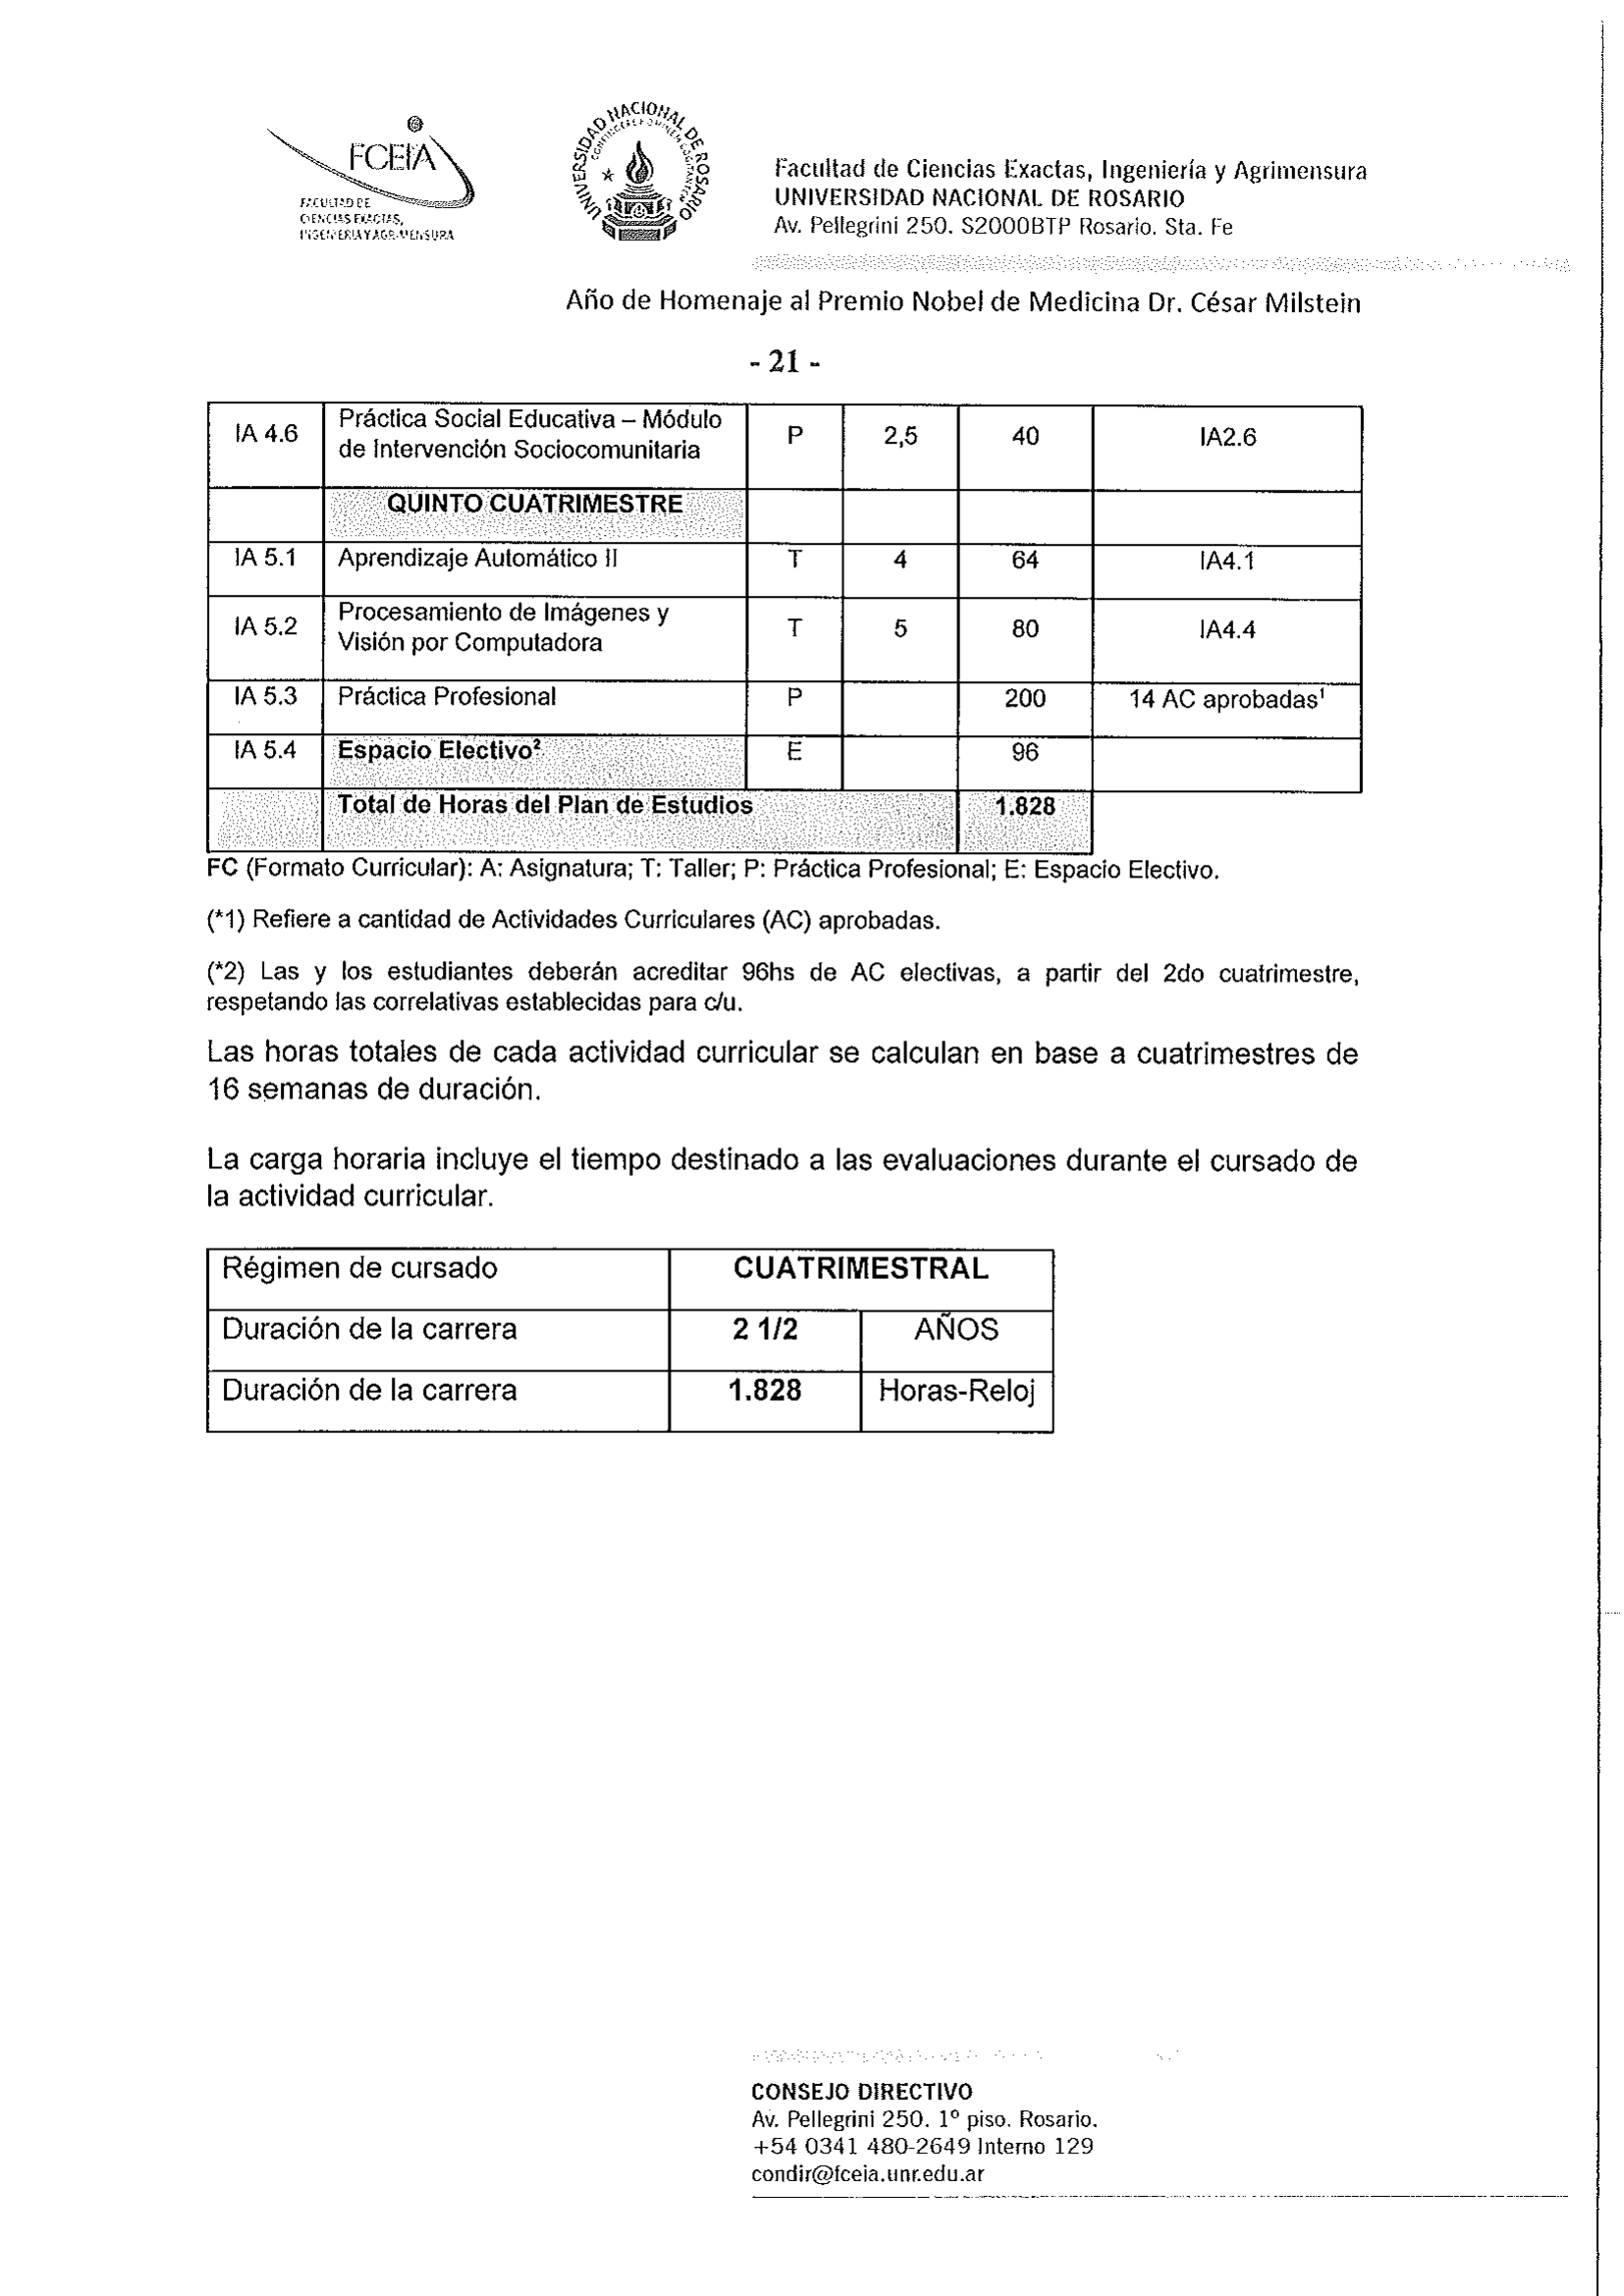 FCEIA
FACULTAD DE
CIENCIAS EXACTAS,
INGENIERIA Y AGRIMENSURA
UNIVERSIDAD NACIONAL DE ROSARIO
Facultad de Ciencias Exactas, Ingeniería y Agrimensura
UNIVERSIDAD NACIONAL DE ROSARIO
Av. Pellegrini 250. S2000BTP Rosario. Sta. Fe
Año de Homenaje al Premio Nobel de Medicina Dr. César Milstein
- 21 -
IA 4.6 Práctica Social Educativa – Módulo de Intervención Sociocomunitaria P 2,5 40 IA2.6
QUINTO CUATRIMESTRE
IA 5.1 Aprendizaje Automático II T 4 64 IA4.1
IA 5.2 Procesamiento de Imágenes y Visión por Computadora T 5 80 IA4.4
IA 5.3 Práctica Profesional P 200 14 AC aprobadas¹
IA 5.4 Espacio Electivo² E 96
Total de Horas del Plan de Estudios 1.828
FC (Formato Curricular): A: Asignatura; T: Taller; P: Práctica Profesional; E: Espacio Electivo.
(*1) Refiere a cantidad de Actividades Curriculares (AC) aprobadas.
(*2) Las y los estudiantes deberán acreditar 96hs de AC electivas, a partir del 2do cuatrimestre,
respetando las correlativas establecidas para c/u.
Las horas totales de cada actividad curricular se calculan en base a cuatrimestres de
16 semanas de duración.
La carga horaria incluye el tiempo destinado a las evaluaciones durante el cursado de
la actividad curricular.
Régimen de cursado CUATRIMESTRAL
Duración de la carrera 2 1/2 AÑOS
Duración de la carrera 1.828 Horas-Reloj
CONSEJO DIRECTIVO
Av. Pellegrini 250. 1º piso. Rosario.
+54 0341 480-2649 Interno 129
condir@fceia.unr.edu.ar